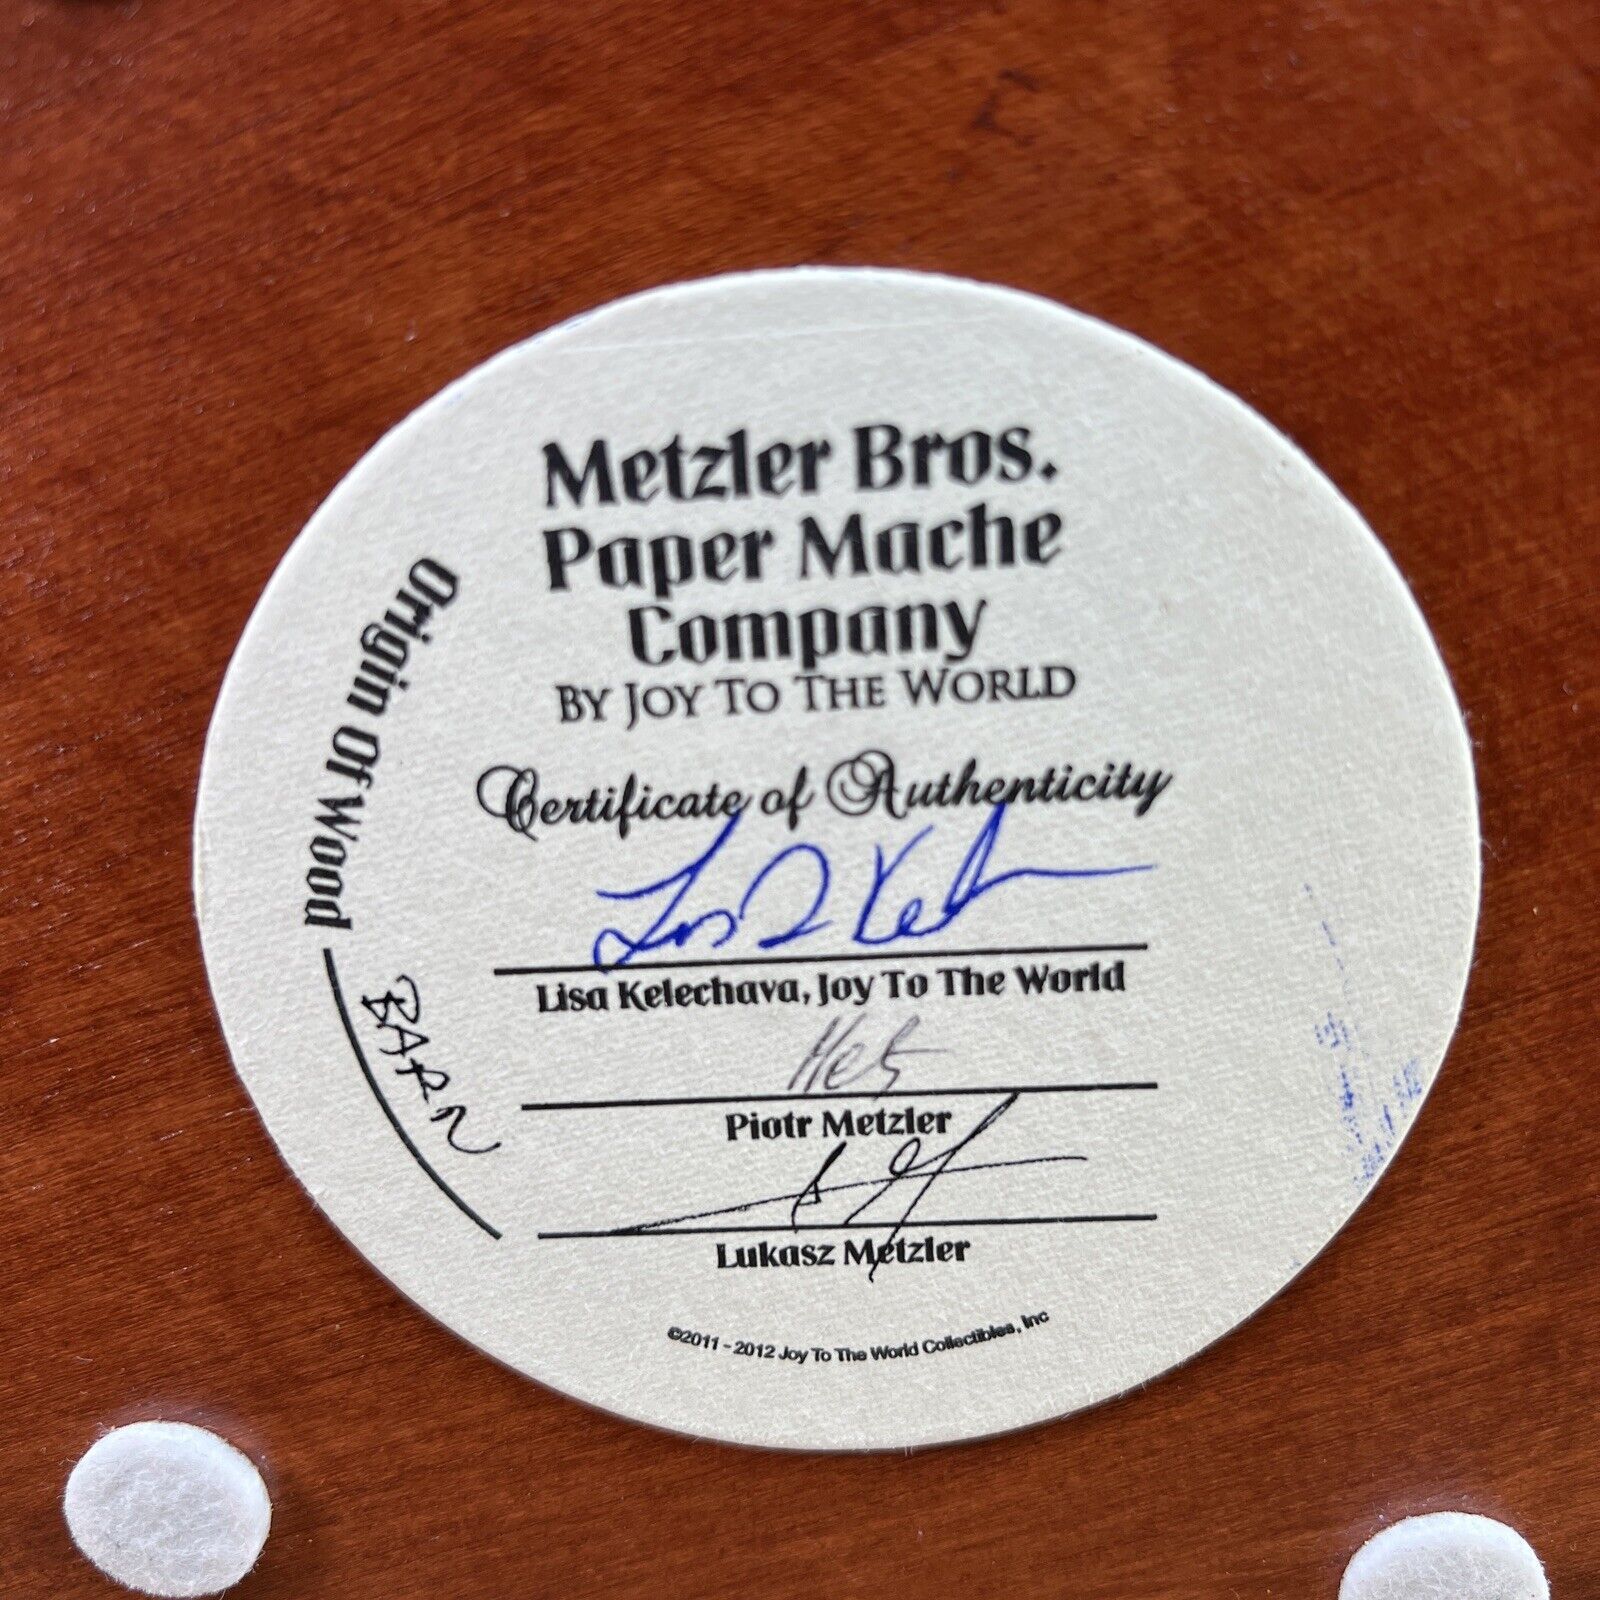 Metzler Bros.
Paper Mache
Company
BY JOY TO THE WORLD
Certificate of Authenticity
Lisa Kelechava, Joy To The World
Piotr Metzler
Lukasz Metzler
©2011 - 2012 Joy To The World Collectibles, Inc
Origin Of Wood
BARN